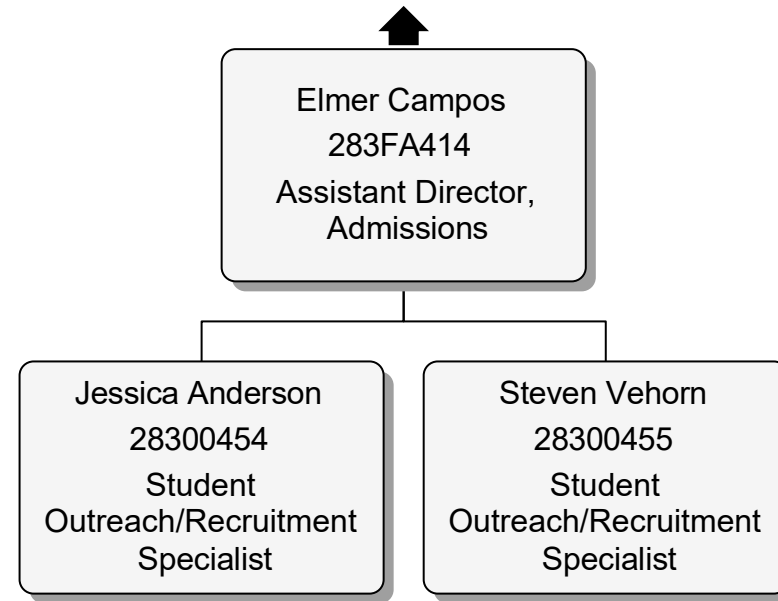 Elmer Campos
283FA414
Assistant Director,
Admissions
Jessica Anderson
28300454
Student
Outreach/Recruitment
Specialist
Steven Vehorn
28300455
Student
Outreach/Recruitment
Specialist